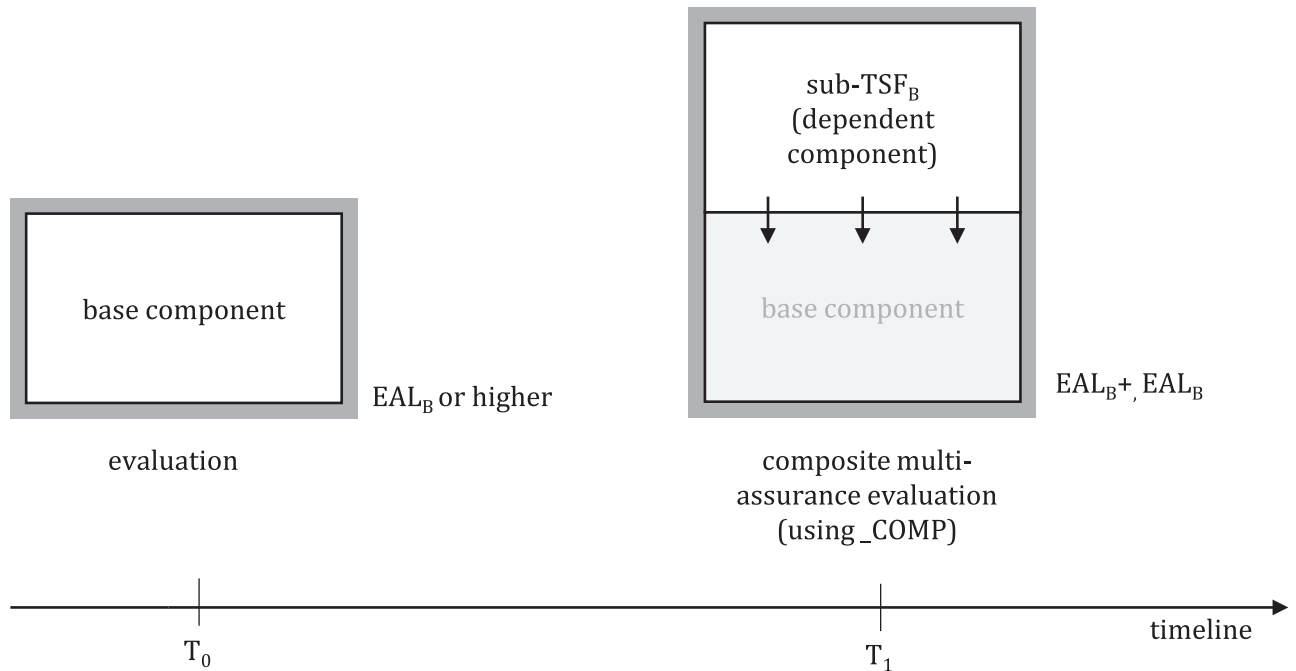 sub-TSF_B
(dependent
component)
base component
base component
EAL_B or higher
EAL_B+, EAL_B
evaluation
composite multi-
assurance evaluation
(using _COMP)
timeline
T_0
T_1